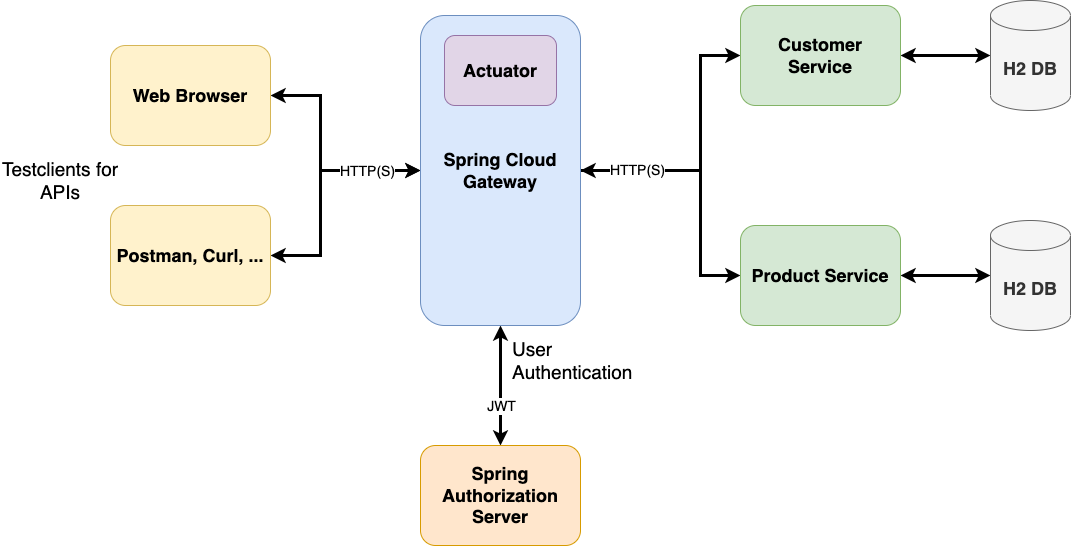 Testclients for
APIs
Web Browser
Postman, Curl, ...
HTTP(S)
Actuator
Spring Cloud
Gateway
HTTP(S)
Customer
Service
H2 DB
Product Service
H2 DB
User
Authentication
JWT
Spring
Authorization
Server